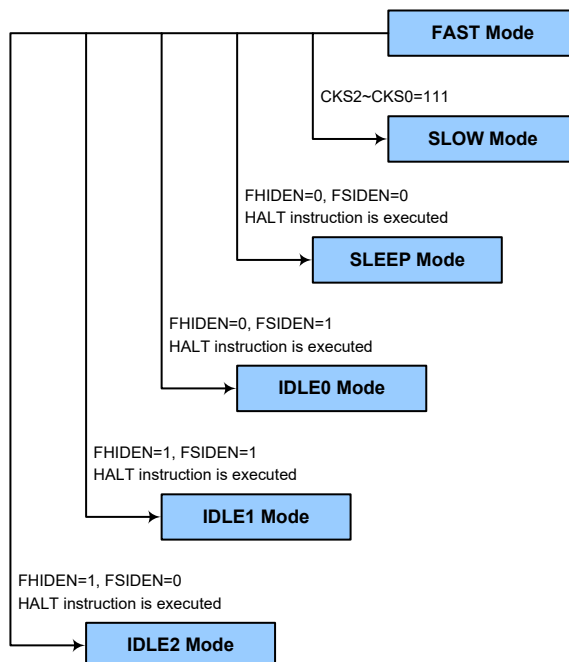 FAST Mode
CKS2~CKS0=111
SLOW Mode
FHIDEN=0, FSIDEN=0
HALT instruction is executed
SLEEP Mode
FHIDEN=0, FSIDEN=1
HALT instruction is executed
IDLE0 Mode
FHIDEN=1, FSIDEN=1
HALT instruction is executed
IDLE1 Mode
FHIDEN=1, FSIDEN=0
HALT instruction is executed
IDLE2 Mode